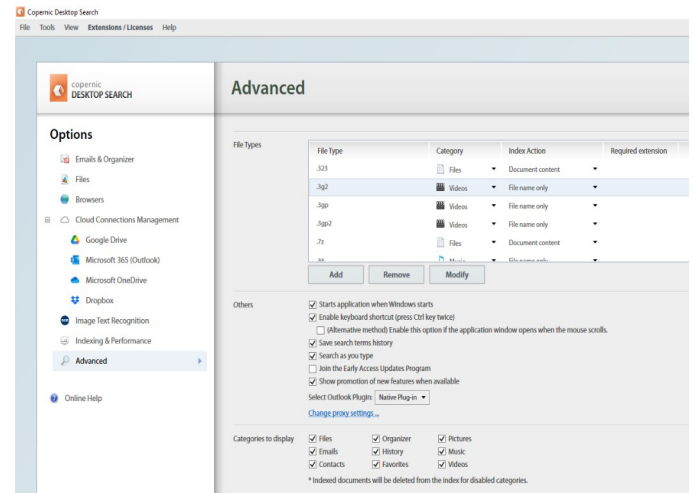 Copernic Desktop Search
File Tools View Extensions / Licenses Help
copernic
DESKTOP SEARCH
Advanced
Options
Emails & Organizer
Files
Browsers
Cloud Connections Management
Google Drive
Microsoft 365 (Outlook)
Microsoft OneDrive
Dropbox
Image Text Recognition
Indexing & Performance
Advanced
Online Help
File Types
File Type Category Index Action Required extension
.323 Files Document content
.3g2 Videos File name only
.3gp Videos File name only
.3gp2 Videos File name only
.7z Files Document content
Music File name only
Add Remove Modify
Others
Starts application when Windows starts
Enable keyboard shortcut (press Ctrl key twice)
(Alternative method) Enable this option if the application window opens when the mouse scrolls.
Save search terms history
Search as you type
Join the Early Access Updates Program
Show promotion of new features when available
Select Outlook Plugin: Native Plug-in
Change proxy settings ...
Categories to display
Files Organizer Pictures
Emails History Music
Contacts Favorites Videos
* Indexed documents will be deleted from the index for disabled categories.